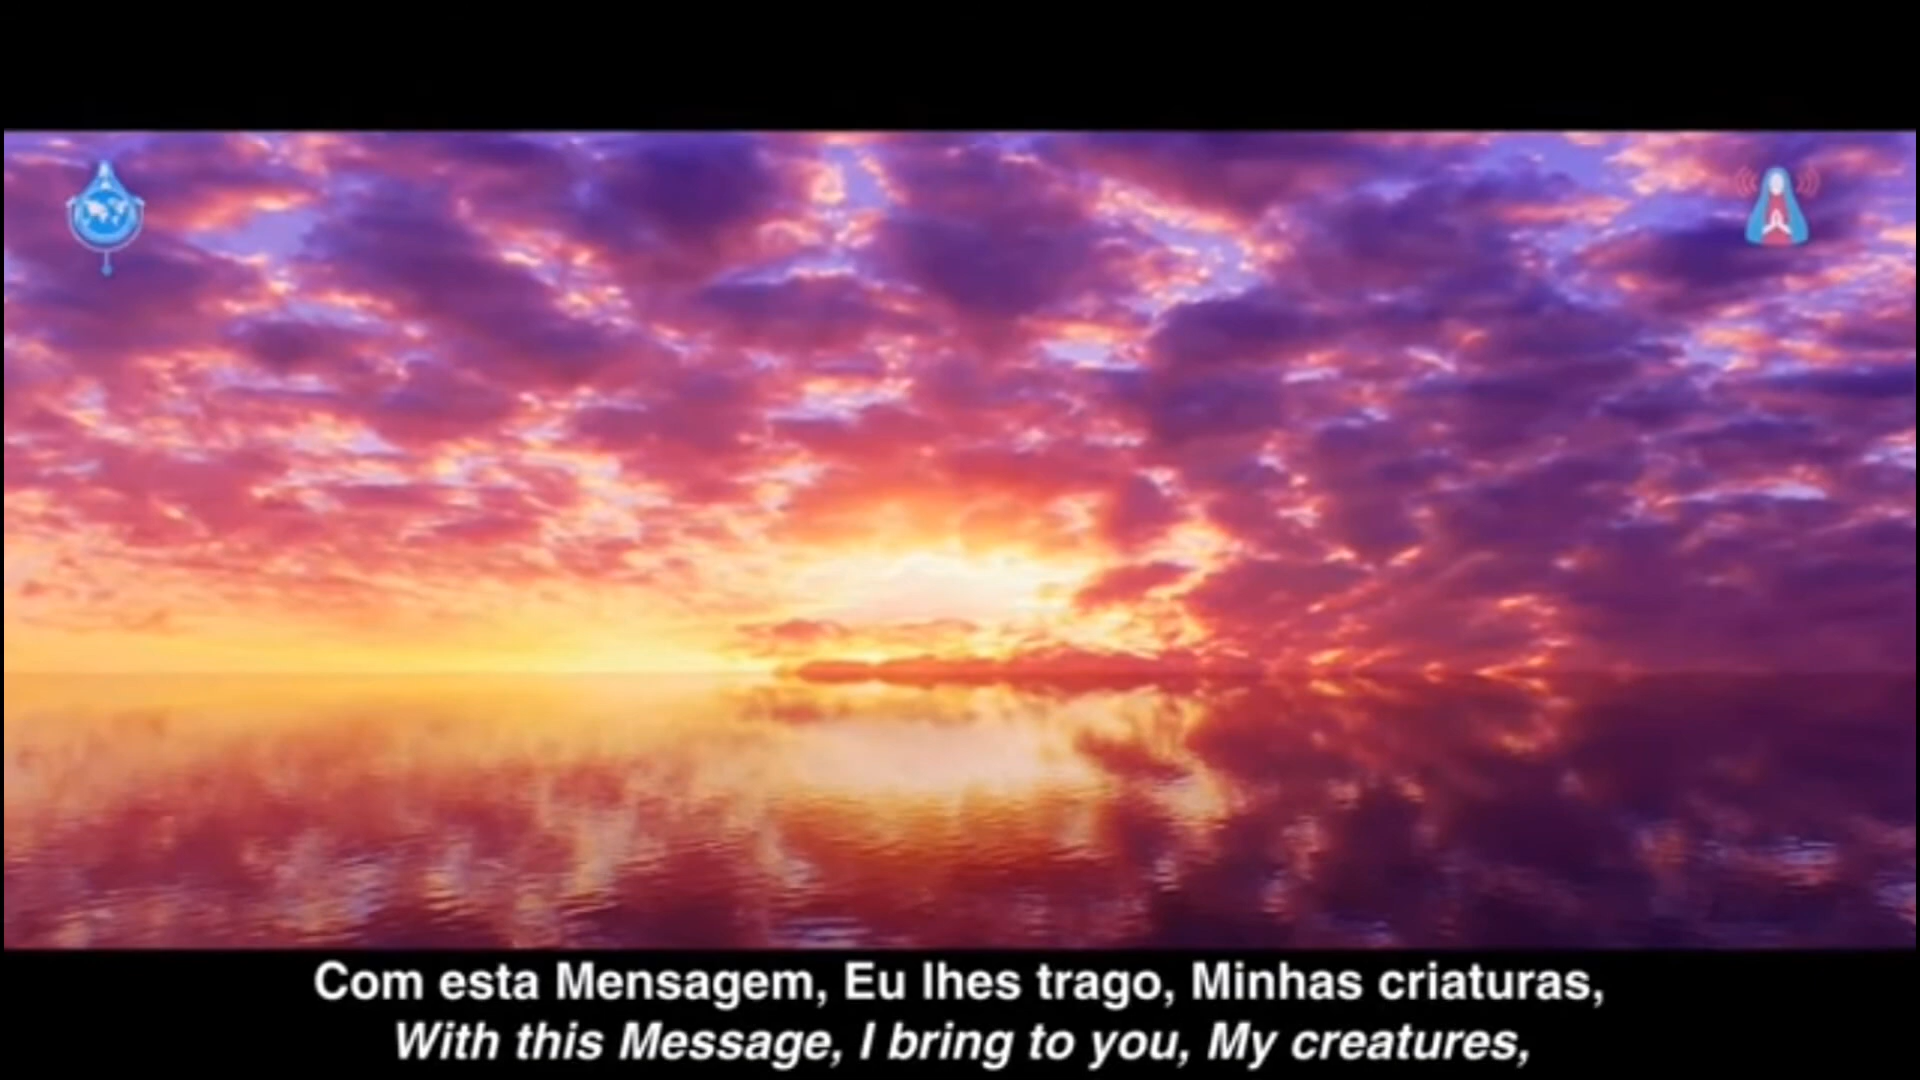 Com esta Mensagem, Eu lhes trago, Minhas criaturas,
With this Message, I bring to you, My creatures,